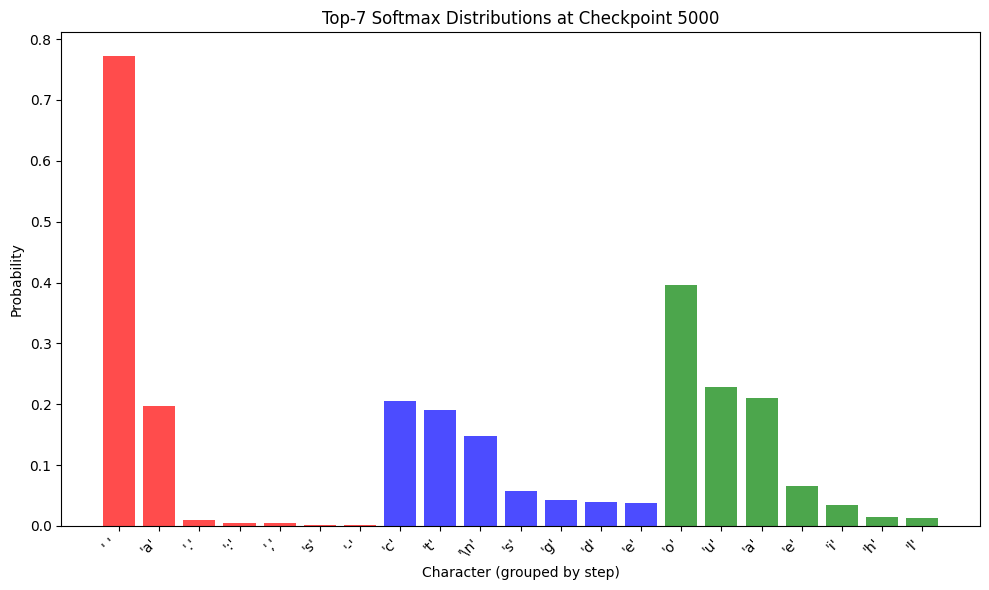 Top-7 Softmax Distributions at Checkpoint 5000
Probability
0.8
0.7
0.6
0.5
0.4
0.3
0.2
0.1
0.0
' ' 'a' '.' ':' ',' 's' '-' 'c' 't' '\n' 's' 'g' 'd' 'e' 'o' 'u' 'a' 'e' 'i' 'h' 'l'
Character (grouped by step)